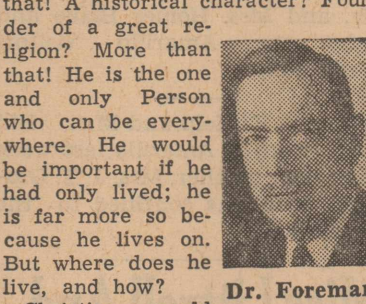 that! A historical character? Foun
der of a great re-
ligion? More than
that! He is the one
and only Person
who can be every-
where. He would
be important if he
had only lived; he
is far more so be-
cause he lives on.
But where does he
live, and how?
Dr. Foreman